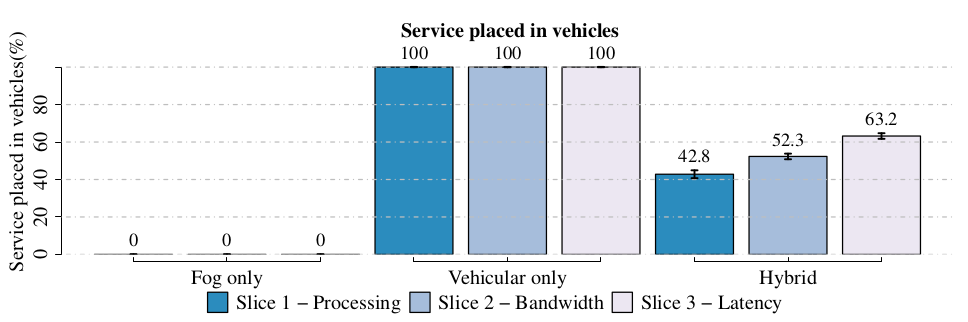 Service placed in vehicles
Service placed in vehicles(%)
0
20
40
60
80
0
0
0
100
100
100
42.8
52.3
63.2
Fog only
Vehicular only
Hybrid
Slice 1 − Processing
Slice 2 − Bandwidth
Slice 3 − Latency